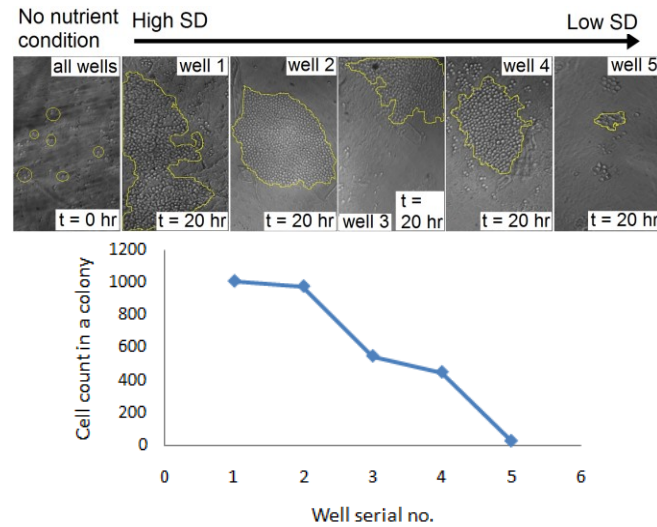 No nutrient
condition
High SD
Low SD
all wells
well 1
well 2
well 4
well 5
t = 0 hr
t = 20 hr
t = 20 hr
well 3
t =
20 hr
t = 20 hr
t = 20 hr
1200
1000
800
600
400
200
0
Cell count in a colony
0
1
2
3
4
5
6
Well serial no.